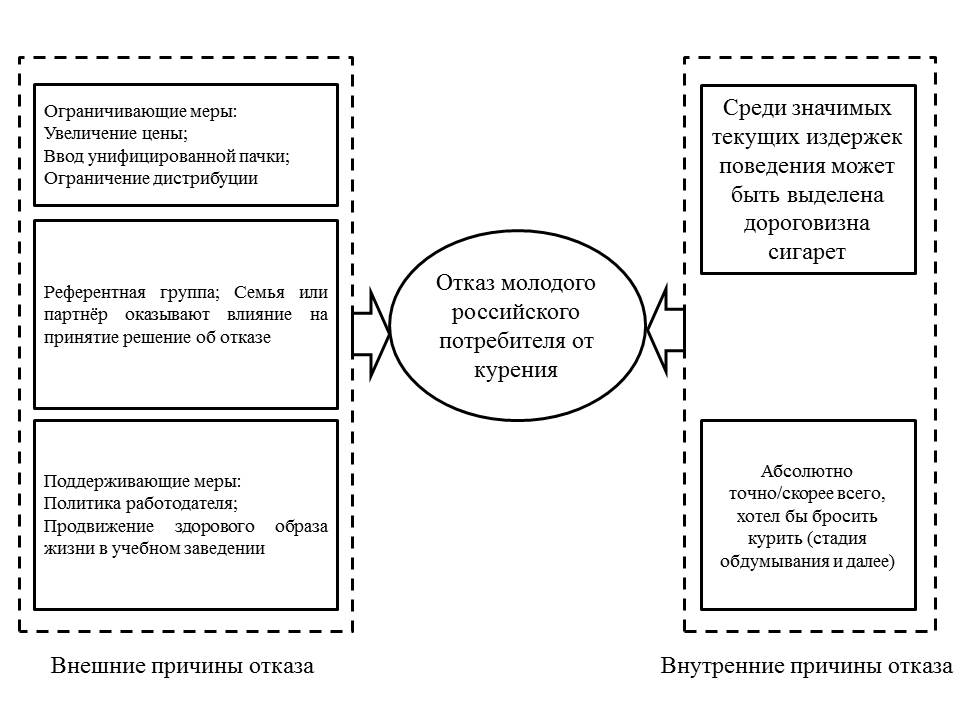 Ограничивающие меры:
Увеличение цены;
Ввод унифицированной пачки;
Ограничение дистрибуции
Референтная группа; Семья или
партнёр оказывают влияние на
принятие решение об отказе
Поддерживающие меры:
Политика работодателя;
Продвижение здорового образа
жизни в учебном заведении
Внешние причины отказа
Отказ молодого
российского
потребителя от
курения
Среди значимых
текущих издержек
поведения может
быть выделена
дороговизна
сигарет
Абсолютно
точно/скорее всего,
хотел бы бросить
курить (стадия
обдумывания и далее)
Внутренние причины отказа